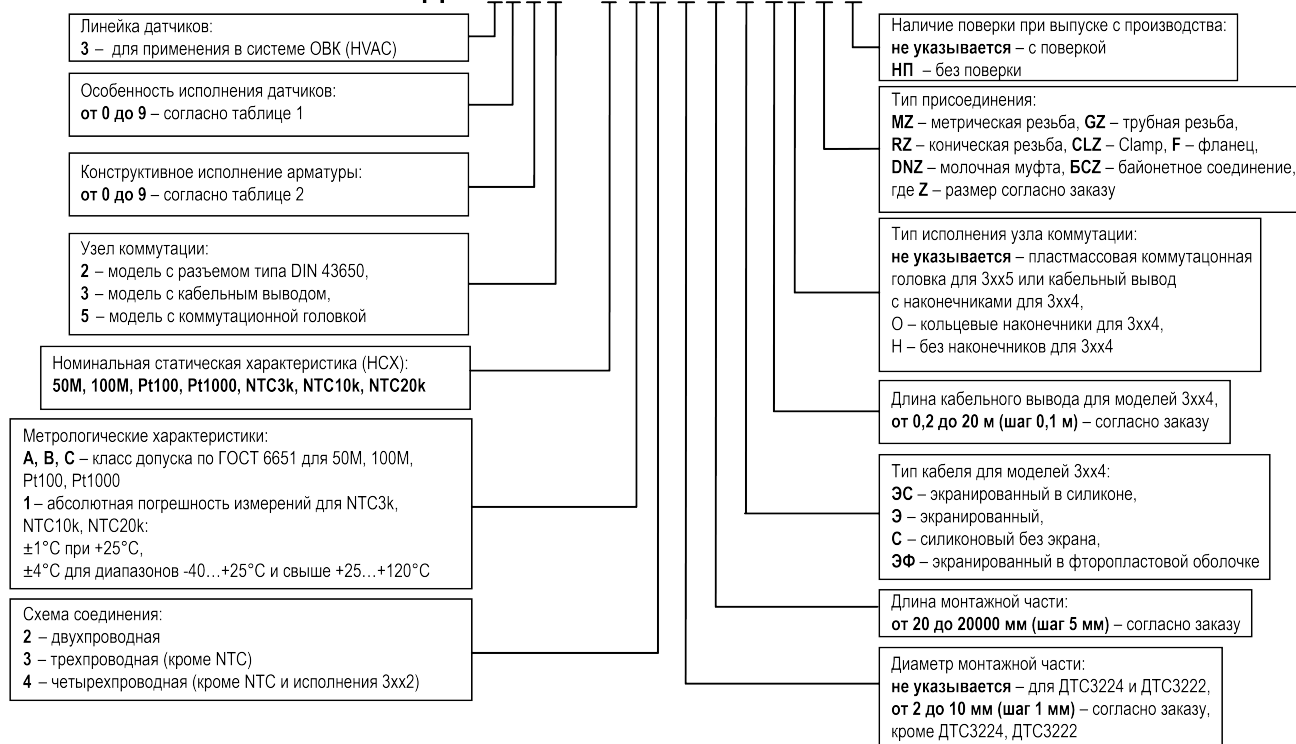 Линейка датчиков:
3 – для применения в системе ОВК (HVAC)
Особенность исполнения датчиков:
от 0 до 9 – согласно таблице 1
Конструктивное исполнение арматуры:
от 0 до 9 – согласно таблице 2
Узел коммутации:
2 – модель с разъемом типа DIN 43650,
3 – модель с кабельным выводом,
5 – модель с коммутационной головкой
Номинальная статическая характеристика (НСХ):
50М, 100М, Pt100, Pt1000, NTC3k, NTC10k, NTC20k
Метрологические характеристики:
А, В, С – класс допуска по ГОСТ 6651 для 50М, 100М,
Pt100, Pt1000
1 – абсолютная погрешность измерений для NTC3k,
NTC10k, NTC20k:
±1°С при +25°С,
±4°С для диапазонов -40…+25°С и свыше +25…+120°С
Схема соединения:
2 – двухпроводная
3 – трехпроводная (кроме NTC)
4 – четырехпроводная (кроме NTC и исполнения 3хх2)
Наличие поверки при выпуске с производства:
не указывается – с поверкой
НП – без поверки
Тип присоединения:
MZ – метрическая резьба, GZ – трубная резьба,
RZ – коническая резьба, CLZ – Clamp, F – фланец,
DNZ – молочная муфта, БСZ – байонетное соединение,
где Z – размер согласно заказу
Тип исполнения узла коммутации:
не указывается – пластмассовая коммутацонная
головка для 3хх5 или кабельный вывод
с наконечниками для 3хх4,
О – кольцевые наконечники для 3хх4,
Н – без наконечников для 3хх4
Длина кабельного вывода для моделей 3хх4,
от 0,2 до 20 м (шаг 0,1 м) – согласно заказу
Тип кабеля для моделей 3хх4:
ЭС – экранированный в силиконе,
Э – экранированный,
С – силиконовый без экрана,
ЭФ – экранированный в фторопластовой оболочке
Длина монтажной части:
от 20 до 20000 мм (шаг 5 мм) – согласно заказу
Диаметр монтажной части:
не указывается – для ДТС3224 и ДТС3222,
от 2 до 10 мм (шаг 1 мм) – согласно заказу,
кроме ДТС3224, ДТС3222